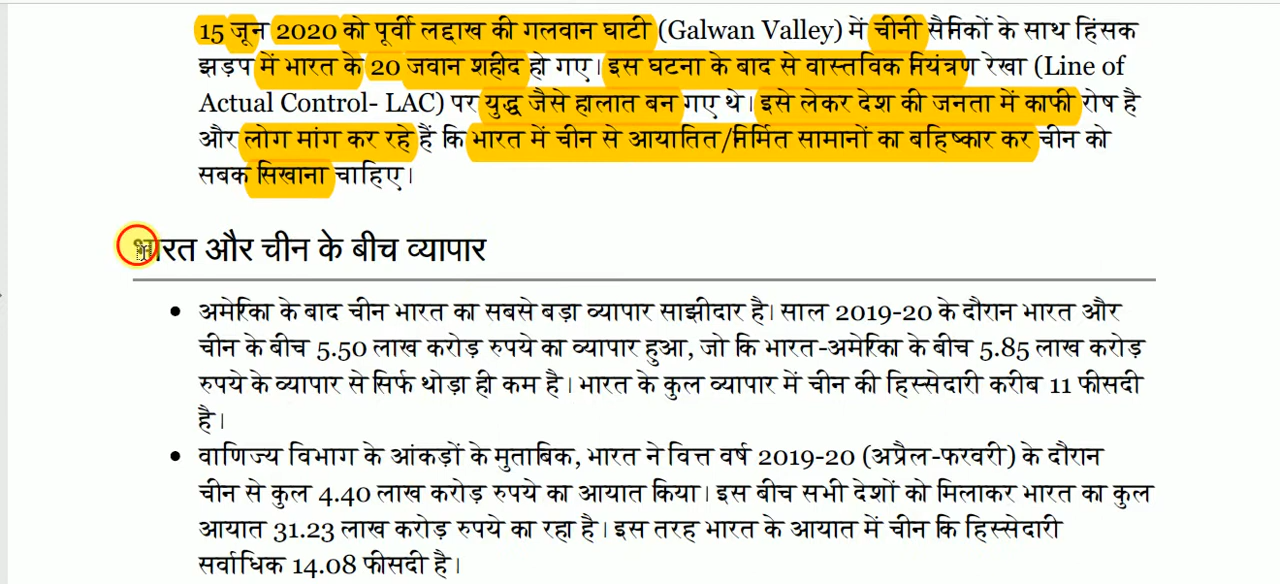 15 जून 2020 को पूर्वी लद्दाख की गलवान घाटी (Galwan Valley) में चीनी सैनिकों के साथ हिंसक
झड़प में भारत के 20 जवान शहीद हो गए। इस घटना के बाद से वास्तविक नियंत्रण रेखा (Line of
Actual Control- LAC) पर युद्ध जैसे हालात बन गए थे। इसे लेकर देश की जनता में काफी रोष है
और लोग मांग कर रहे हैं कि भारत में चीन से आयातित/निर्मित सामानों का बहिष्कार कर चीन को
सबक सिखाना चाहिए।
भारत और चीन के बीच व्यापार
• अमेरिका के बाद चीन भारत का सबसे बड़ा व्यापार साझीदार है। साल 2019-20 के दौरान भारत और
चीन के बीच 5.50 लाख करोड़ रुपये का व्यापार हुआ, जो कि भारत-अमेरिका के बीच 5.85 लाख करोड़
रुपये के व्यापार से सिर्फ थोड़ा ही कम है। भारत के कुल व्यापार में चीन की हिस्सेदारी करीब 11 फीसदी
है।
• वाणिज्य विभाग के आंकड़ों के मुताबिक, भारत ने वित्त वर्ष 2019-20 (अप्रैल-फरवरी) के दौरान
चीन से कुल 4.40 लाख करोड़ रुपये का आयात किया। इस बीच सभी देशों को मिलाकर भारत का कुल
आयात 31.23 लाख करोड़ रुपये का रहा है। इस तरह भारत के आयात में चीन कि हिस्सेदारी
सर्वाधिक 14.08 फीसदी है।